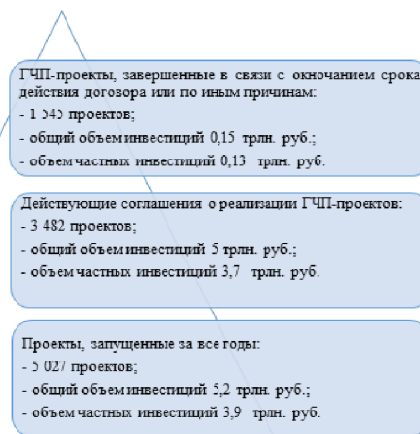 ГЧП-проекты, завершенные в связи с окночанием срока
действия договора или по иным причинам:
- 1 545 проектов;
- общий объем инвестиций 0,15 трлн. руб.;
- объем частных инвестиций 0,13 трлн. руб.
Действующие соглашения о реализации ГЧП-проектов:
- 3 482 проектов;
- общий объем инвестиций 5 трлн. руб.;
- объем частных инвестиций 3,7 трлн. руб.
Проекты, запущенные за все годы:
- 5 027 проектов;
- общий объем инвестиций 5,2 трлн. руб.;
- объем частных инвестиций 3,9 трлн. руб.